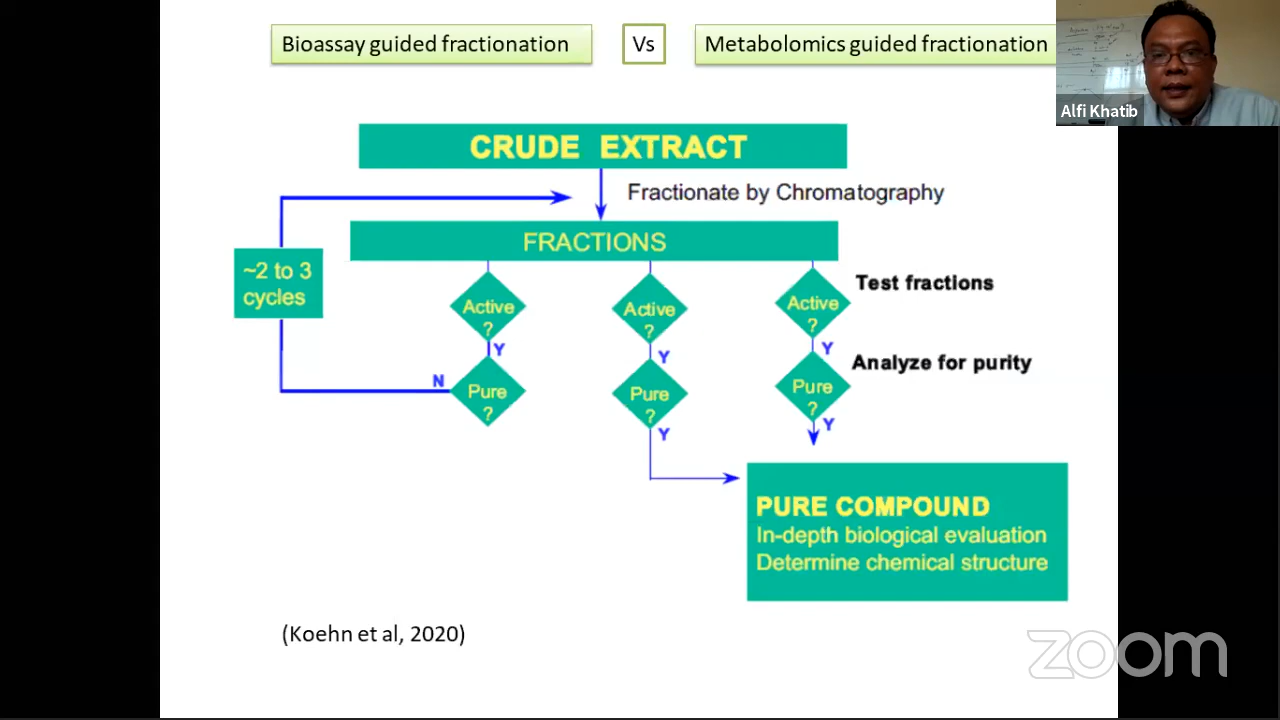 Bioassay guided fractionation
Vs
Metabolomics guided fractionation
Alfi Khatib
CRUDE EXTRACT
Fractionate by Chromatography
FRACTIONS
~2 to 3
cycles
Active
?
Active
?
Active
?
Test fractions
Y
Y
Y
Analyze for purity
N
Pure
?
Pure
?
Pure
?
Y
Y
PURE COMPOUND
In-depth biological evaluation
Determine chemical structure
(Koehn et al, 2020)
zoom